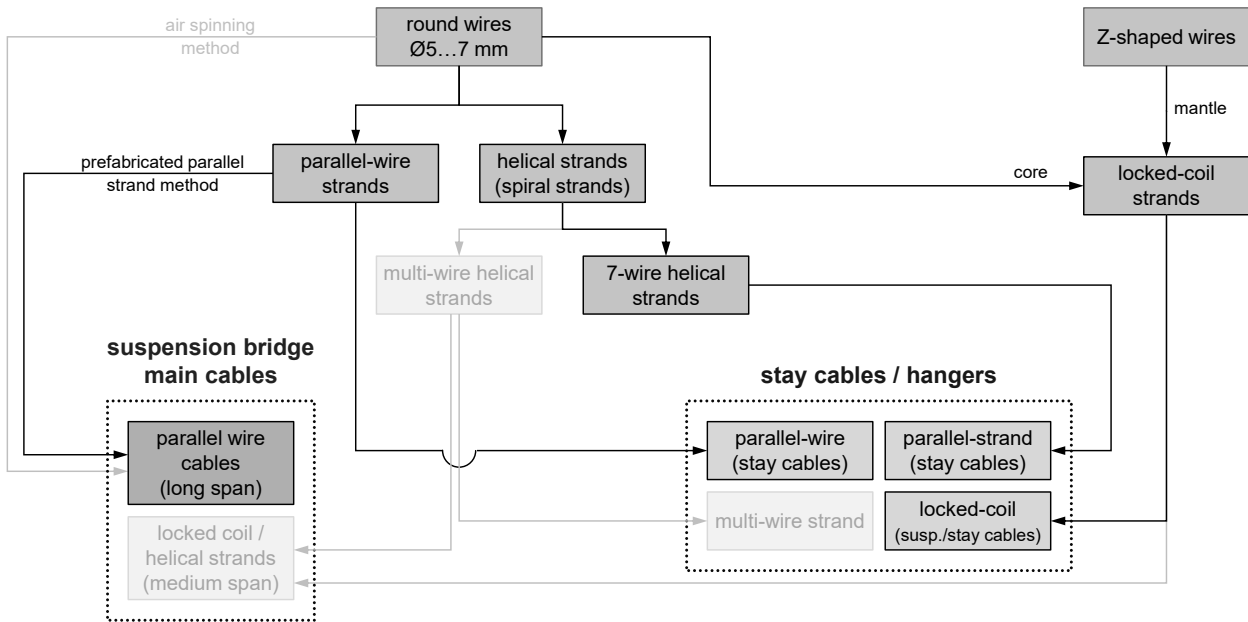 air spinning
method
round wires
Ø5…7 mm
Z-shaped wires
mantle
prefabricated parallel
strand method
parallel-wire
strands
helical strands
(spiral strands)
core
locked-coil
strands
multi-wire helical
strands
7-wire helical
strands
suspension bridge
main cables
stay cables / hangers
parallel wire
cables
(long span)
parallel-wire
(stay cables)
parallel-strand
(stay cables)
locked coil /
helical strands
(medium span)
multi-wire strand
locked-coil
(susp./stay cables)